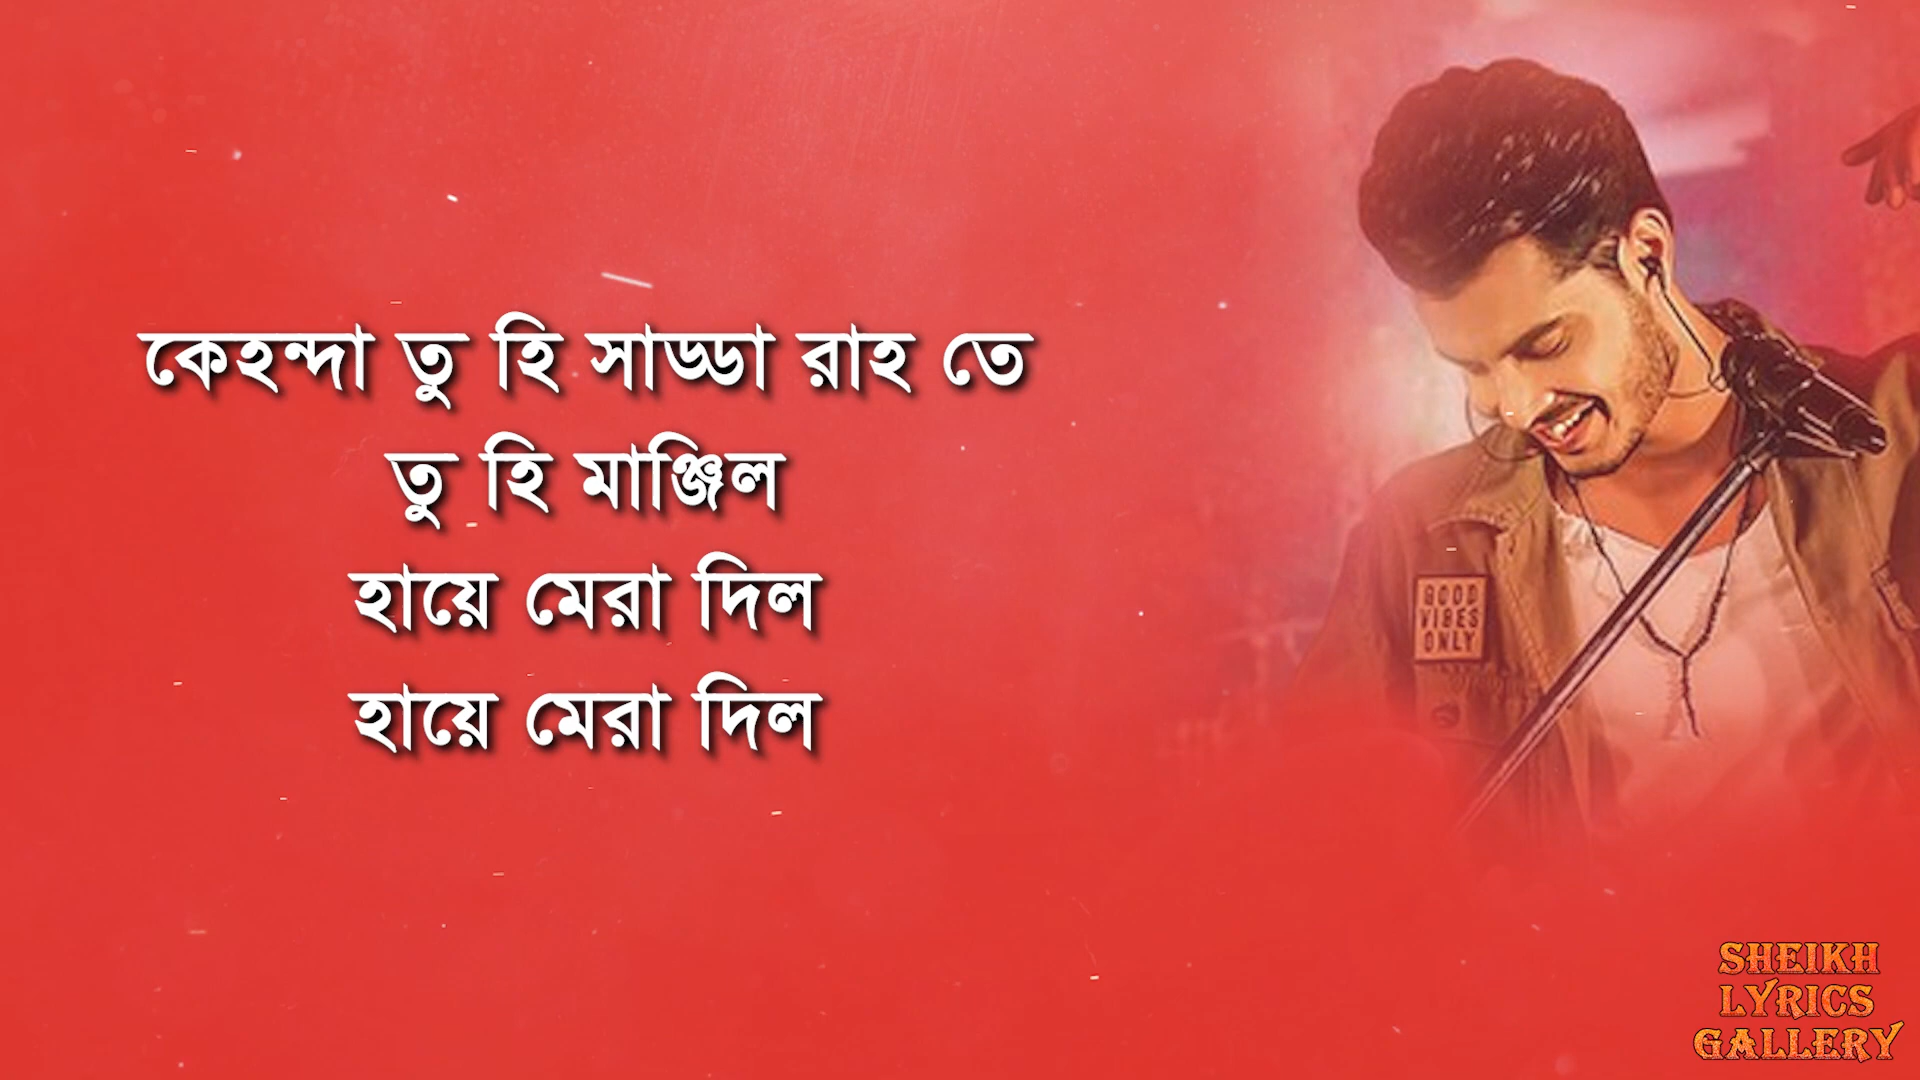 কেহন্দা তু হি সাড্ডা রাহ তে
তু হি মাঞ্জিল
হায়ে মেরা দিল
হায়ে মেরা দিল
GOOD
VIBES
ONLY
SHEIKH
LYRICS
GALLERY